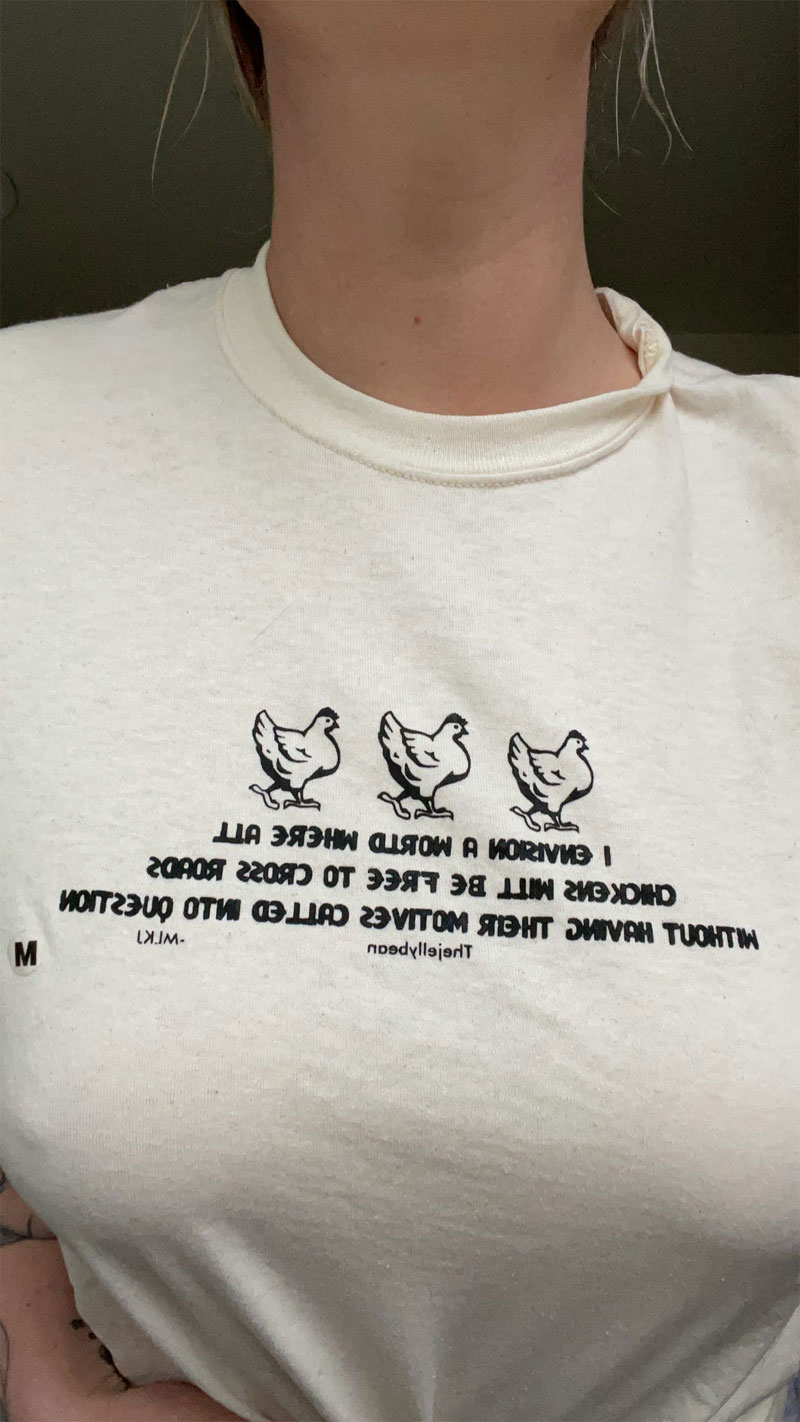 I ENVISION A WORLD WHERE ALL
CHICKENS WILL BE FREE TO CROSS ROADS
WITHOUT HAVING THEIR MOTIVES CALLED INTO QUESTION
-MLKJ
Thejellybean
M